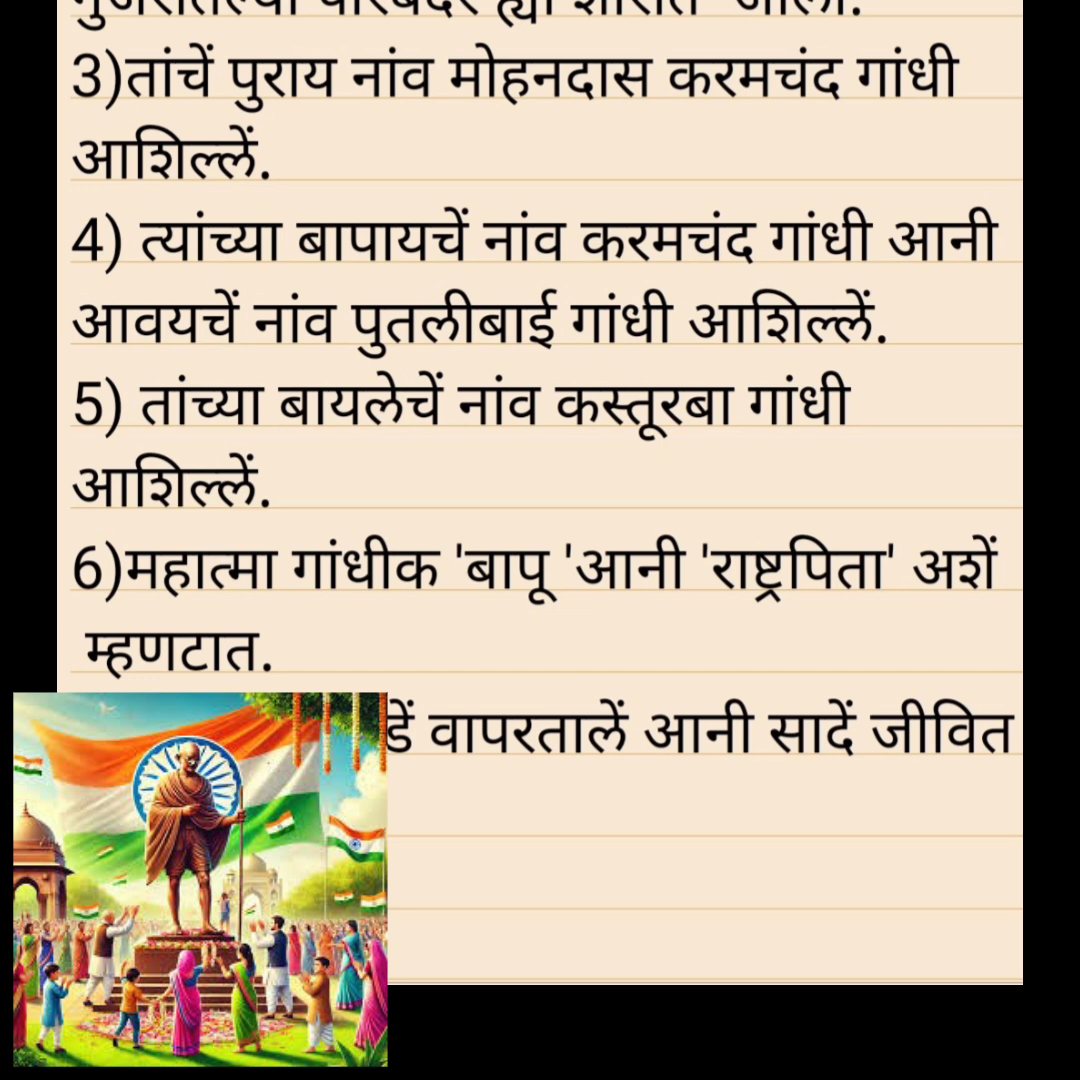 3)तांचें पुराय नांव मोहनदास करमचंद गांधी
आशिल्लें.
4) त्यांच्या बापायचें नांव करमचंद गांधी आनी
आवयचें नांव पुतलीबाई गांधी आशिल्लें.
5) तांच्या बायलेचें नांव कस्तूरबा गांधी
आशिल्लें.
6)महात्मा गांधीक 'बापू 'आनी 'राष्ट्रपिता' अशें
म्हणटात.
वापरतालें आनी सादें जीवित